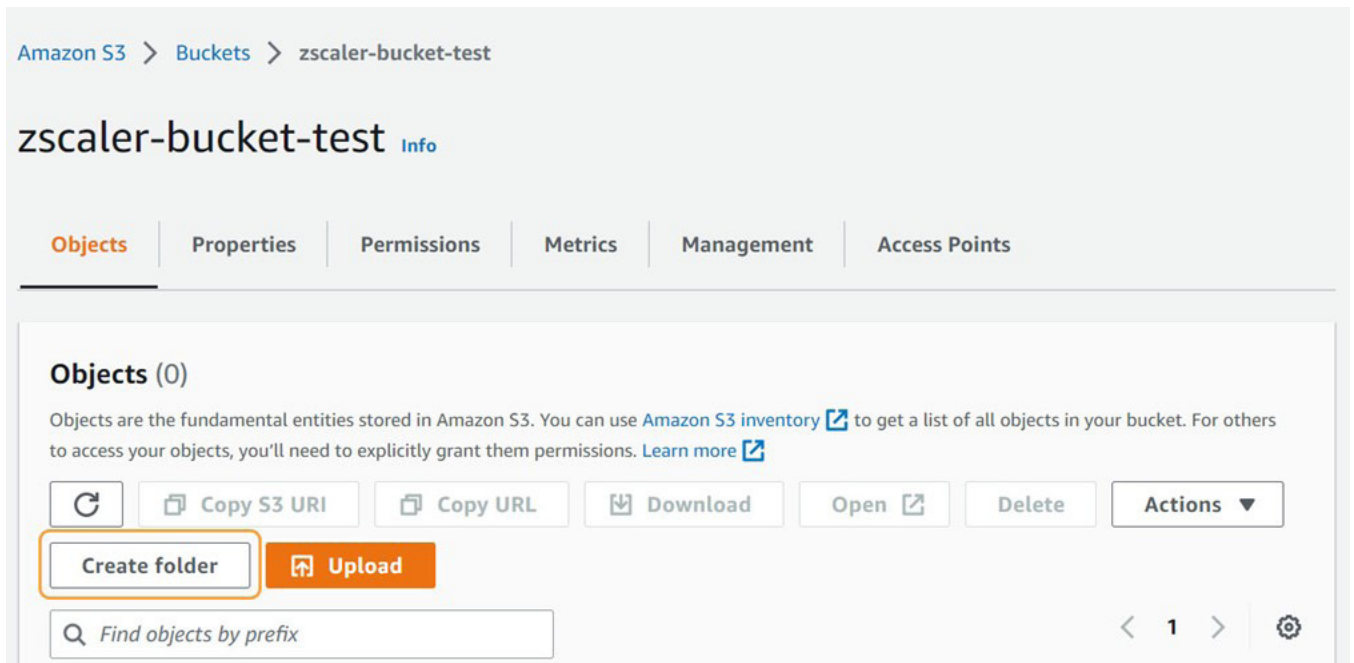 Amazon S3 > Buckets > zscaler-bucket-test
zscaler-bucket-test Info
Objects Properties Permissions Metrics Management Access Points
Objects (0)
Objects are the fundamental entities stored in Amazon S3. You can use Amazon S3 inventory to get a list of all objects in your bucket. For others
to access your objects, you'll need to explicitly grant them permissions. Learn more
Copy S3 URI Copy URL Download Open Delete Actions
Create folder Upload
Find objects by prefix < 1 >